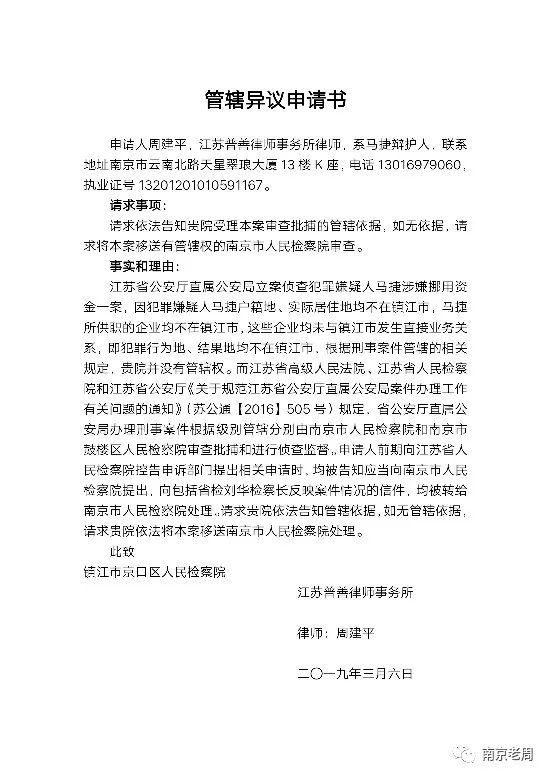 管辖异议申请书
申请人周建平，江苏普善律师事务所律师，系马捷辩护人，联系
地址南京市云南北路天星翠琅大厦 13 楼 K 座，电话 13016979060，
执业证号 13201201010591167。
请求事项：
请求依法告知贵院受理本案审查批捕的管辖依据，如无依据，请
求将本案移送有管辖权的南京市人民检察院审查。
事实和理由：
江苏省公安厅直属公安局立案侦查犯罪嫌疑人马捷涉嫌挪用资
金一案，因犯罪嫌疑人马捷户籍地、实际居住地均不在镇江市，马捷
所供职的企业均不在镇江市，这些企业均未与镇江市发生直接业务关
系，即犯罪行为地、结果地均不在镇江市，根据刑事案件管辖的相关
规定，贵院并没有管辖权。而江苏省高级人民法院、江苏省人民检察
院和江苏省公安厅《关于规范江苏省公安厅直属公安局案件办理工作
有关问题的通知》（苏公通【2016】505 号）规定，省公安厅直属公
安局办理刑事案件根据级别管辖分别由南京市人民检察院和南京市
鼓楼区人民检察院审查批捕和进行侦查监督。申请人前期向江苏省人
民检察院控告申诉部门提出相关申请时，均被告知应当向南京市人民
检察院提出，向包括省检刘华检察长反映案件情况的信件，均被转给
南京市人民检察院处理。请求贵院依法告知管辖依据，如无管辖依据，
请求贵院依法将本案移送南京市人民检察院处理。
此致
镇江市京口区人民检察院
江苏普善律师事务所
律师：周建平
二〇一九年三月六日
南京老周